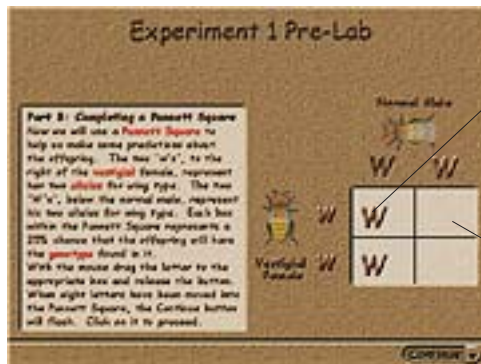 Experiment 1 Pre-Lab
Part B: Completing a Punnett Square
Now we will use a Punnett Square to
help us make some predictions about
the offspring. The two "w's", to the
right of the vestigial female, represent
her two alleles for wing type. The two
"W's", below the normal male, represent
his two alleles for wing type. Each box
within the Punnett Square represents a
25% chance that the offspring will have
the genotype found in it.
With the mouse drag the letter to the
appropriate box and release the button.
When eight letters have been moved into
the Punnett Square, the Continue button
will flash. Click on it to proceed.
Normal Male
W W
w W
Vestigial w W
Female
Continue